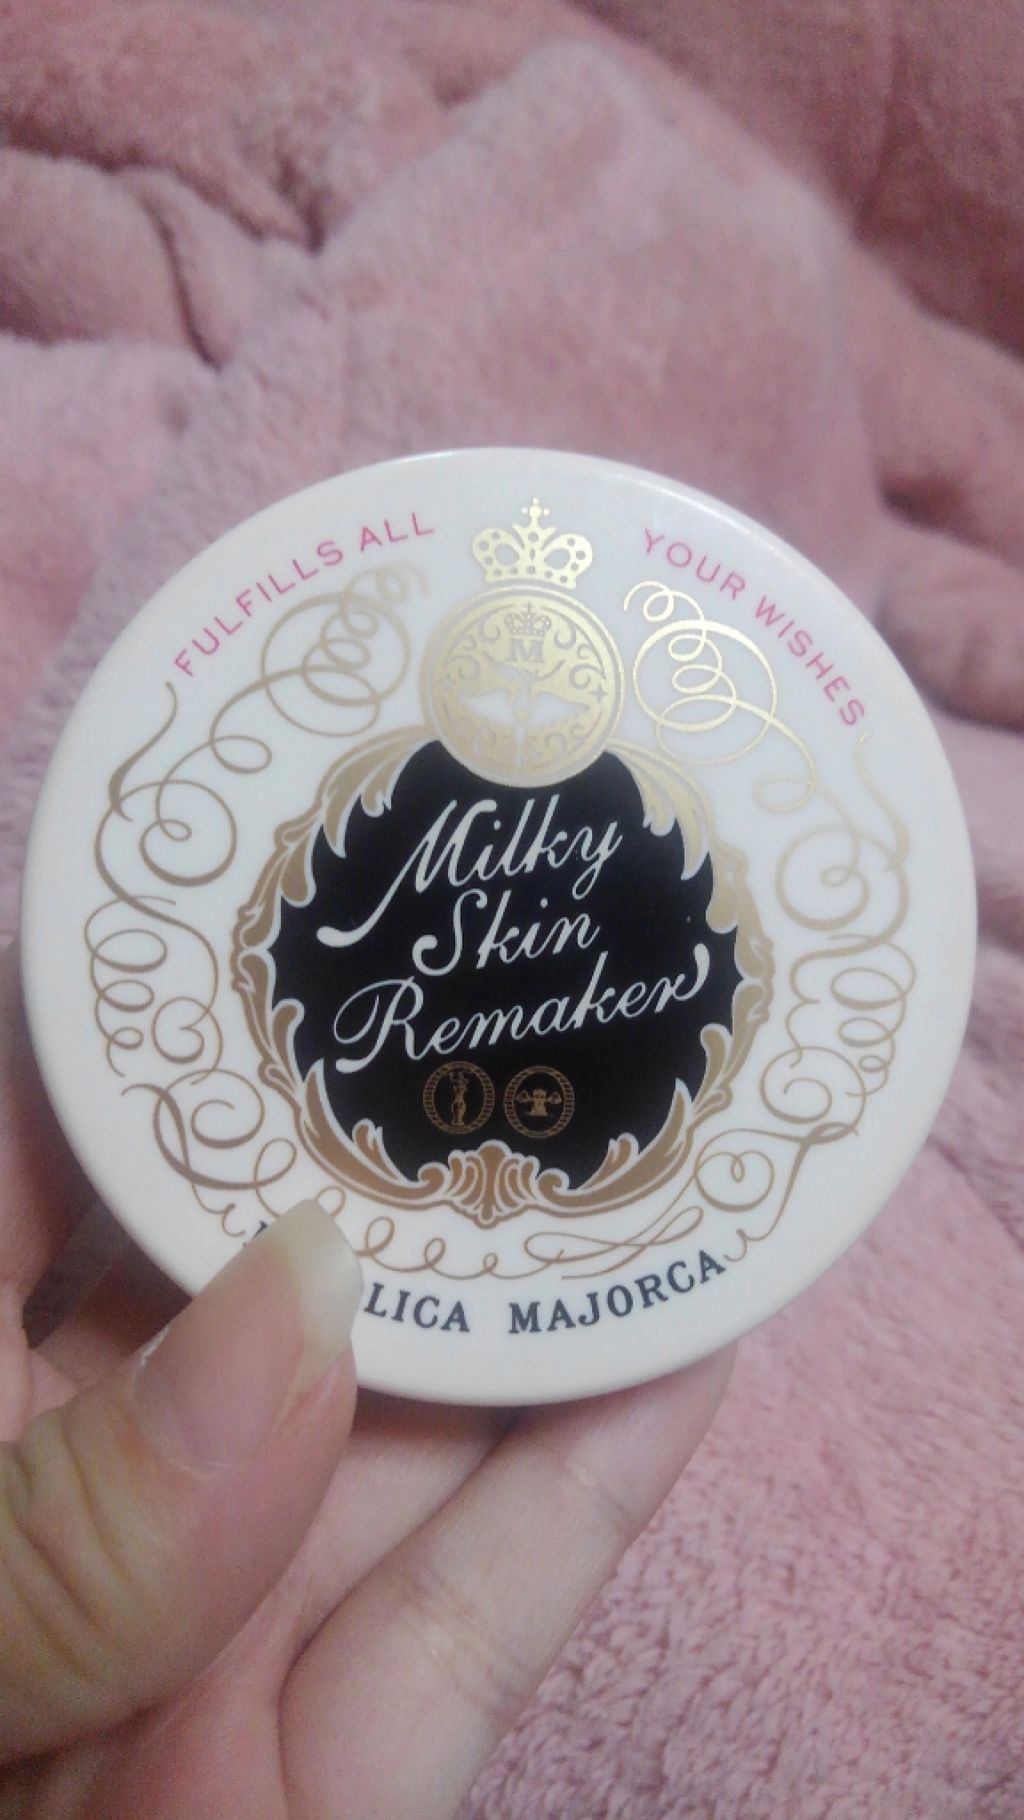 FULFILLS ALL YOUR WISHES
M
Milky
Skin
Remaker
LICA MAJORCA